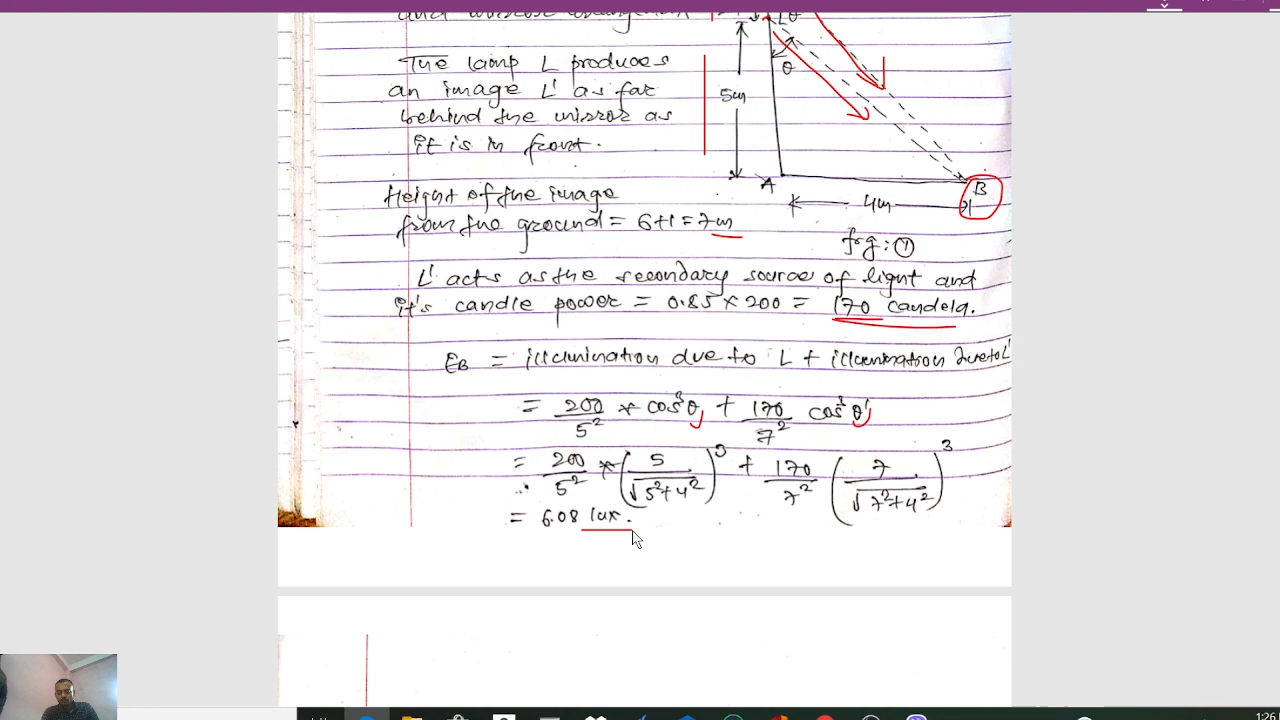 The lamp L produces
an image L' as far
behind the mirror as
it is in front.
Lθ
θ
5m
A
B
4m
Height of the image
from the ground = 6+1 = 7m
fig: ①
L' acts as the secondary source of light and
it's candle power = 0.85 * 200 = 170 candela.
EB = illumination due to L + illumination due to L'
= 200/5² * cos³θ + 170/7² cos³θ'
= 200/5² * (5/√5²+4²)³ + 170/7² (7/√7²+4²)³
= 6.08 lux.
1:26